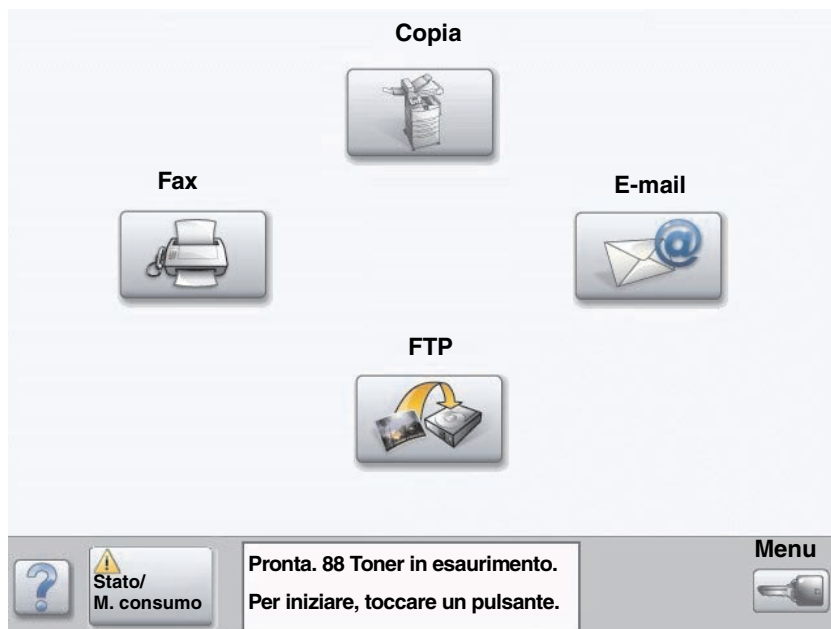 Copia
Fax
E-mail
FTP
Stato/
M. consumo
Pronta. 88 Toner in esaurimento.
Per iniziare, toccare un pulsante.
Menu